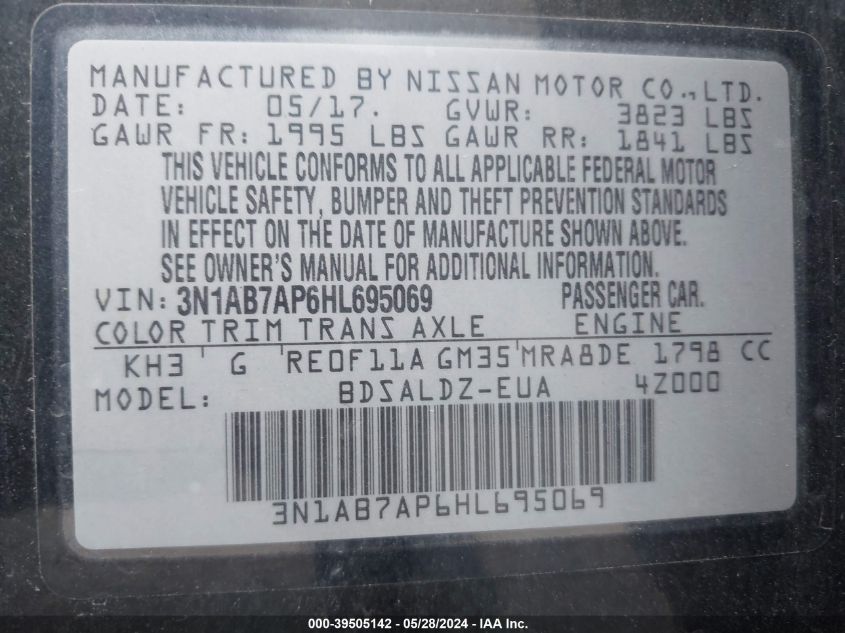 MANUFACTURED BY NISSAN MOTOR CO., LTD.
DATE: 05/17. GVWR: 3823 LBS
GAWR FR: 1995 LBS GAWR RR: 1841 LBS
THIS VEHICLE CONFORMS TO ALL APPLICABLE FEDERAL MOTOR
VEHICLE SAFETY, BUMPER AND THEFT PREVENTION STANDARDS
IN EFFECT ON THE DATE OF MANUFACTURE SHOWN ABOVE.
SEE OWNER'S MANUAL FOR ADDITIONAL INFORMATION.
VIN: 3N1AB7AP6HL695069 PASSENGER CAR.
COLOR TRIM TRANS AXLE ENGINE
KH3 ' G 'RE0F11A GM35'MRA8DE 1798 CC
MODEL: BDSALDZ-EUA 4Z000
3N1AB7AP6HL695069
000-39505142 - 05/28/2024 - IAA Inc.